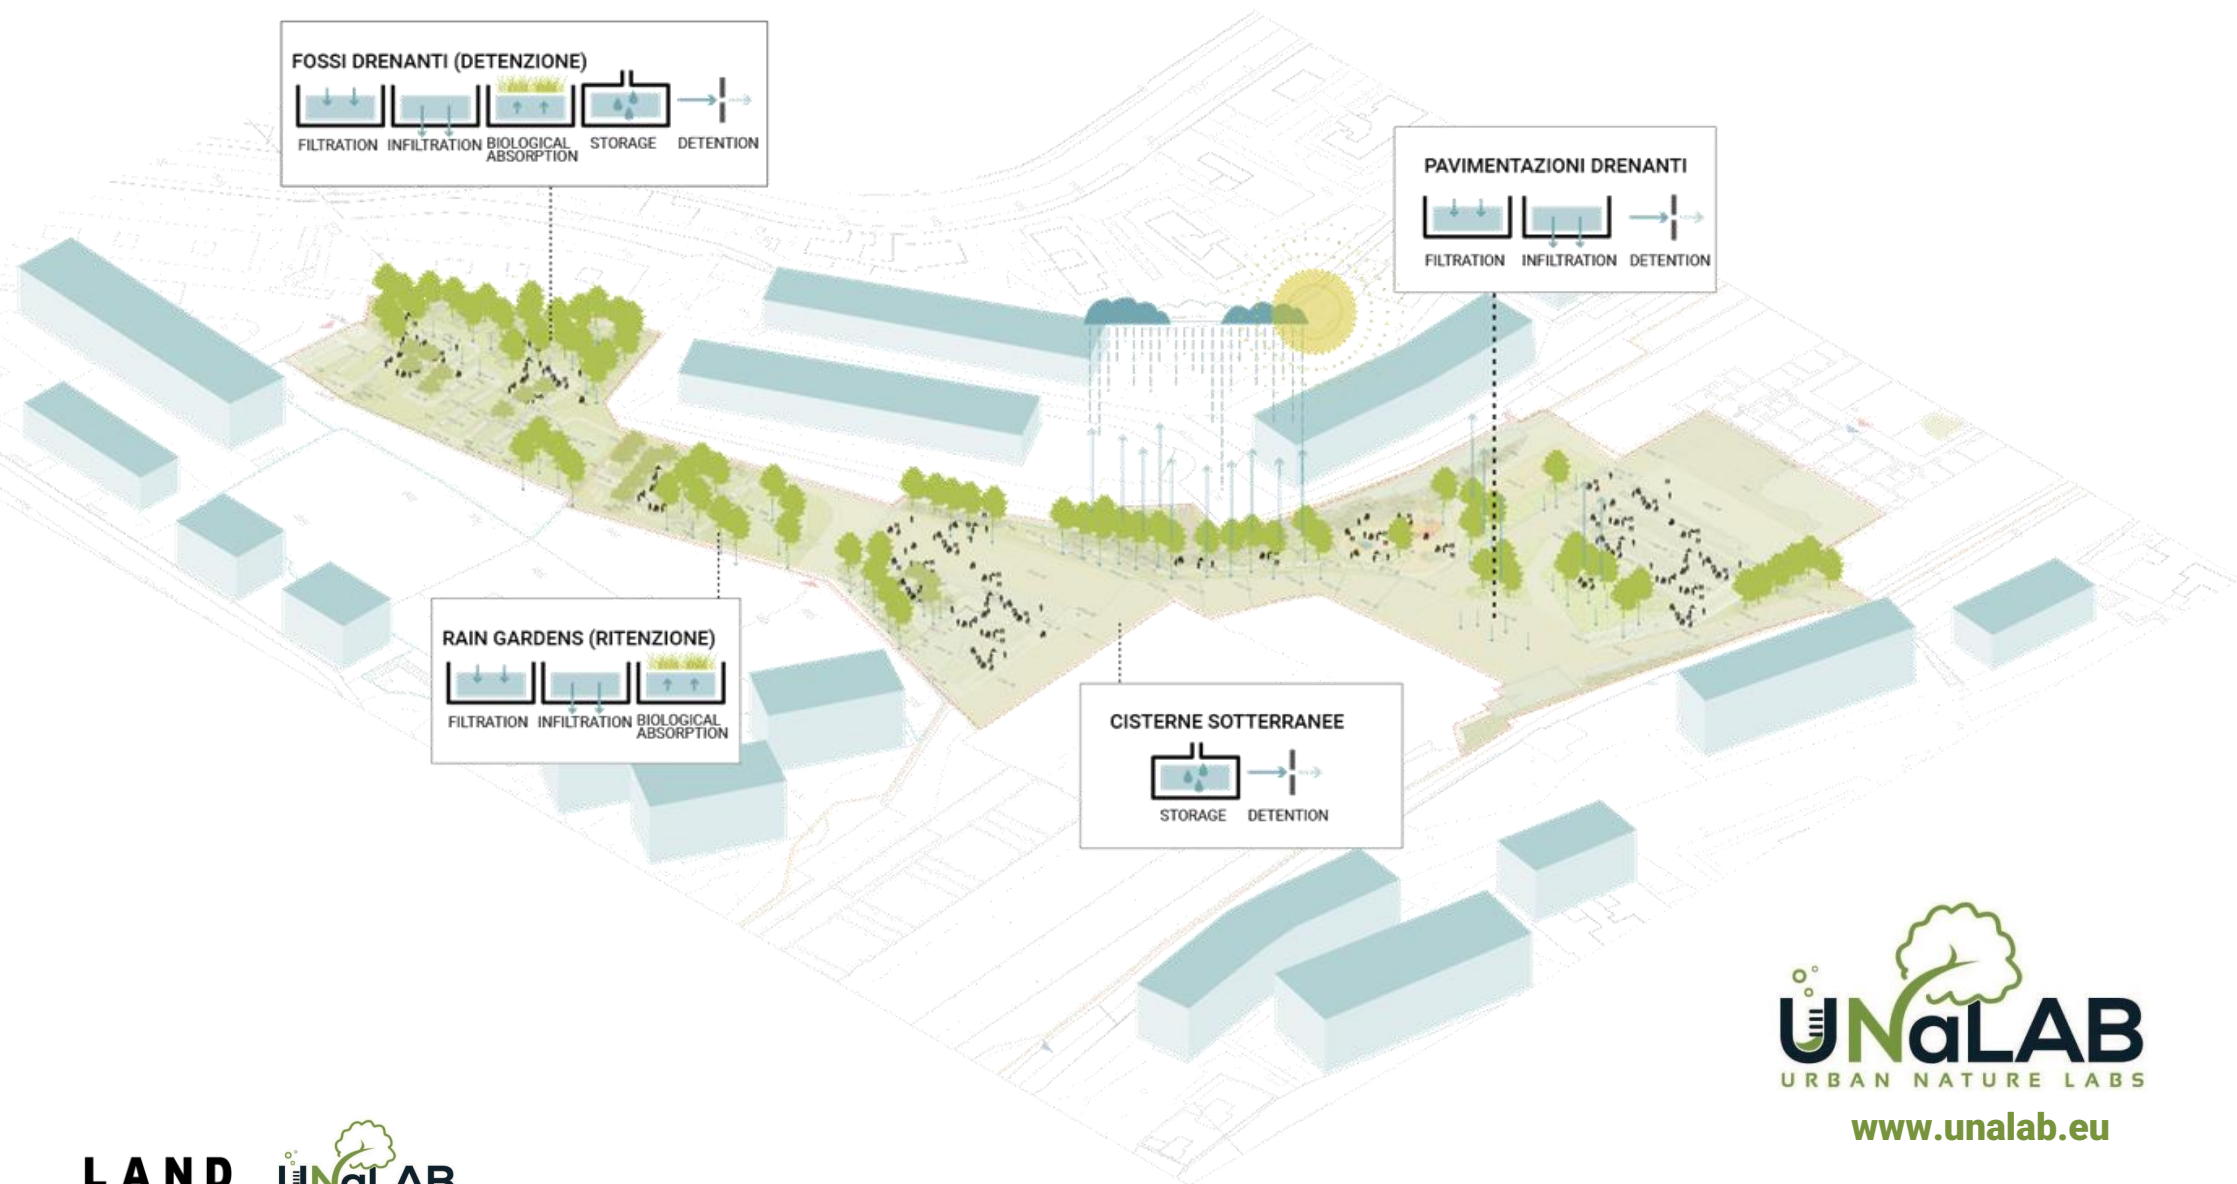 FOSSI DRENANTI (DETENZIONE)
FILTRATION INFILTRATION BIOLOGICAL ABSORPTION STORAGE DETENTION
PAVIMENTAZIONI DRENANTI
FILTRATION INFILTRATION DETENTION
RAIN GARDENS (RITENZIONE)
FILTRATION INFILTRATION BIOLOGICAL ABSORPTION
CISTERNE SOTTERRANEE
STORAGE DETENTION
UNaLAB
URBAN NATURE LABS
www.unalab.eu
LAND UNaLAB